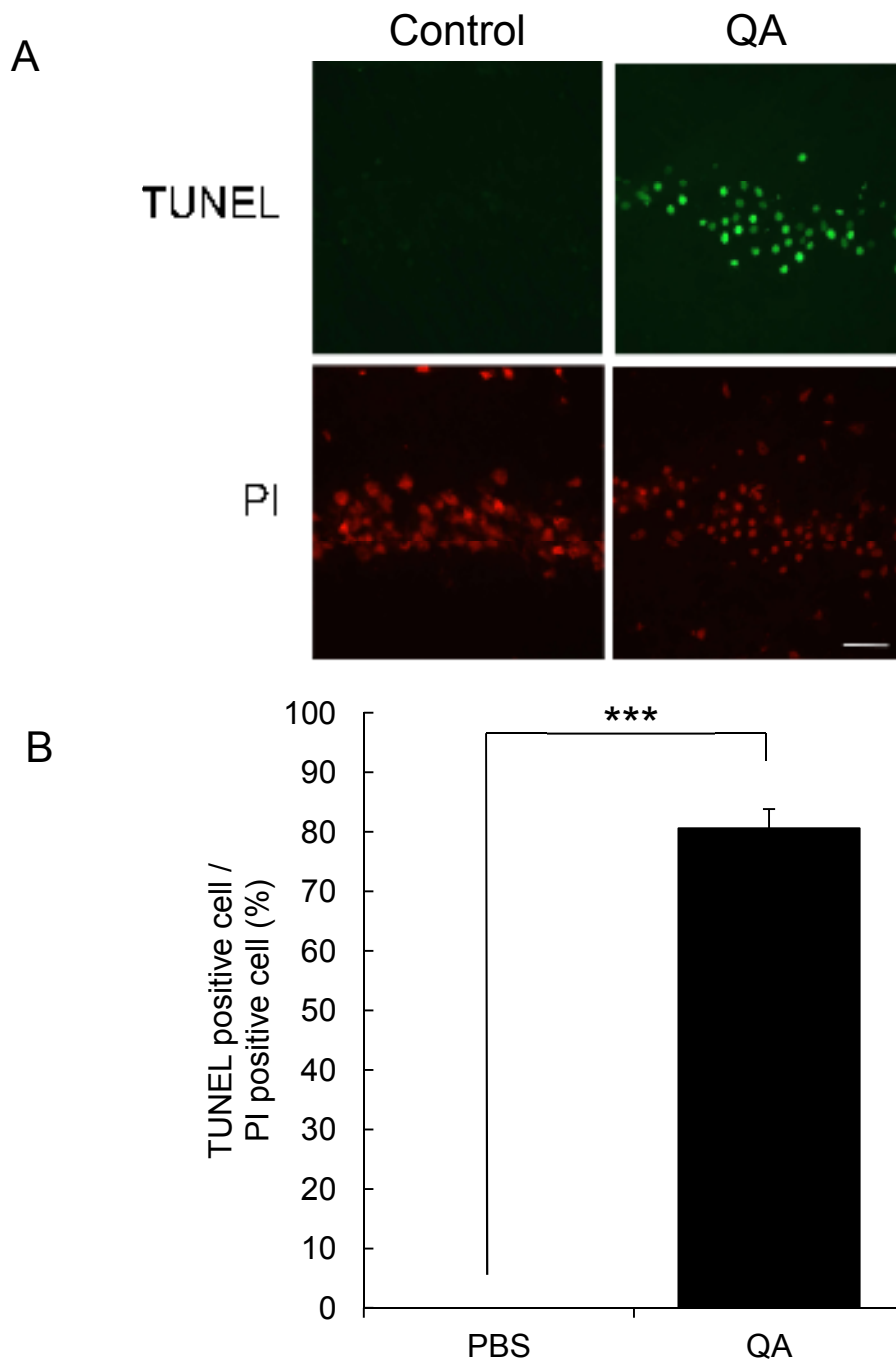 A
Control
QA
TUNEL
PI
B
***
100
90
80
70
60
50
40
30
20
10
0
TUNEL positive cell /
PI positive cell (%)
PBS
QA